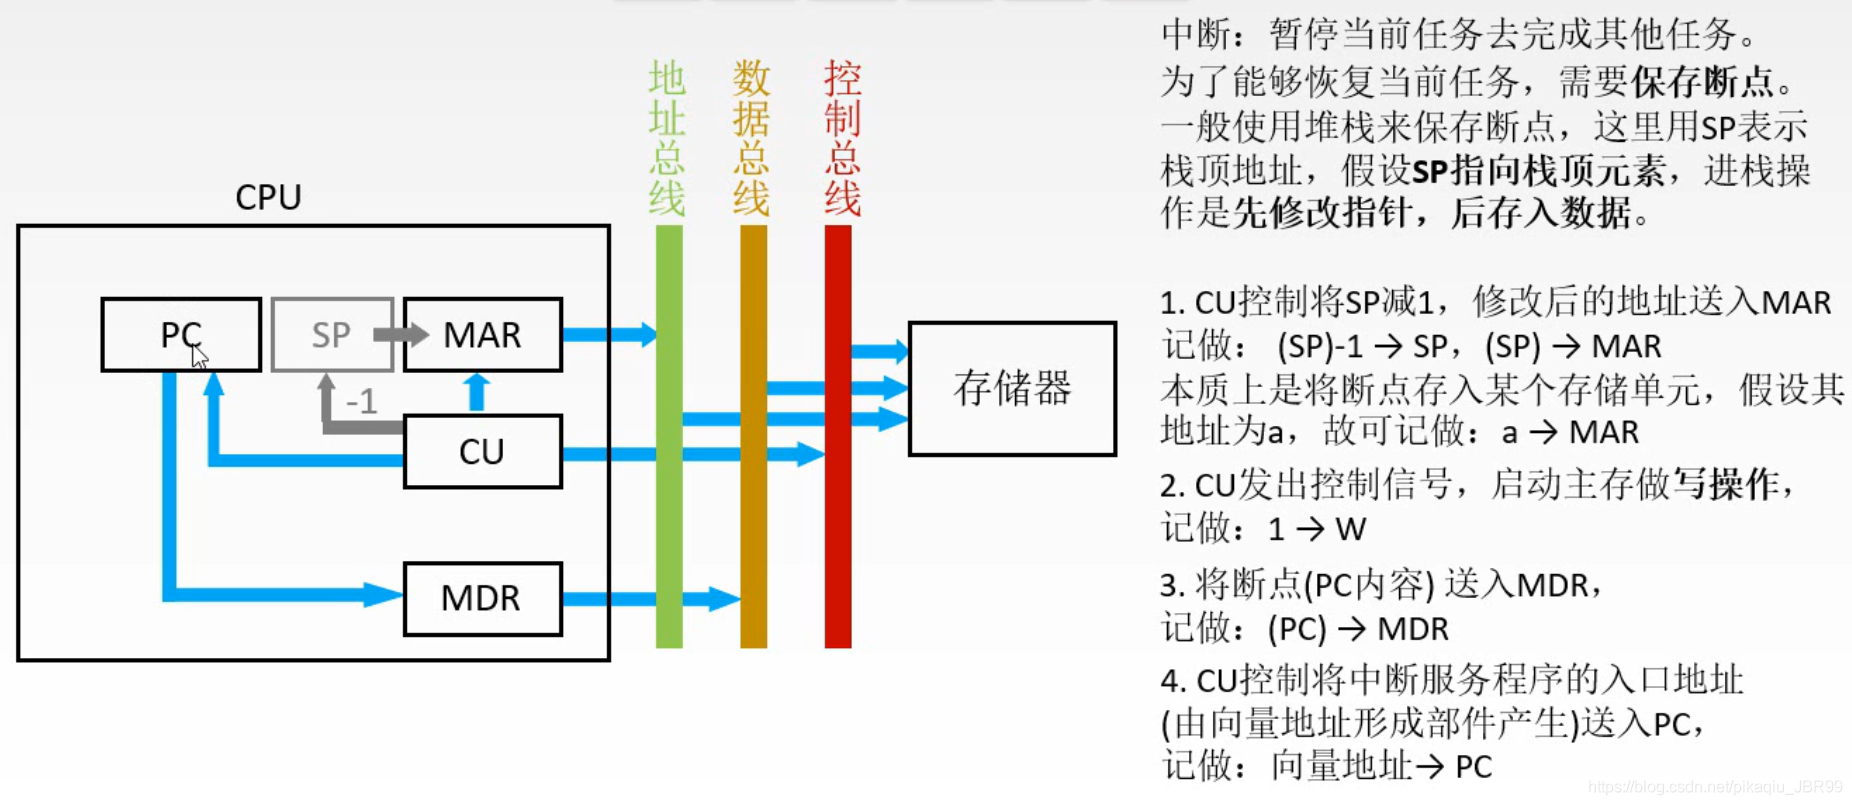 中断：暂停当前任务去完成其他任务。
为了能够恢复当前任务，需要保存断点。
一般使用堆栈来保存断点，这里用SP表示
栈顶地址，假设SP指向栈顶元素，进栈操
作是先修改指针，后存入数据。
1. CU控制将SP减1，修改后的地址送入MAR
记做： (SP)-1 → SP，(SP) → MAR
本质上是将断点存入某个存储单元，假设其
地址为a，故可记做：a → MAR
2. CU发出控制信号，启动主存做写操作，
记做：1 → W
3. 将断点(PC内容) 送入MDR，
记做：(PC) → MDR
4. CU控制将中断服务程序的入口地址
(由向量地址形成部件产生)送入PC，
记做：向量地址→ PC
地址总线
数据总线
控制总线
CPU
PC
SP
MAR
-1
CU
MDR
存储器
https://blog.csdn.net/pikaqiu_JBR99